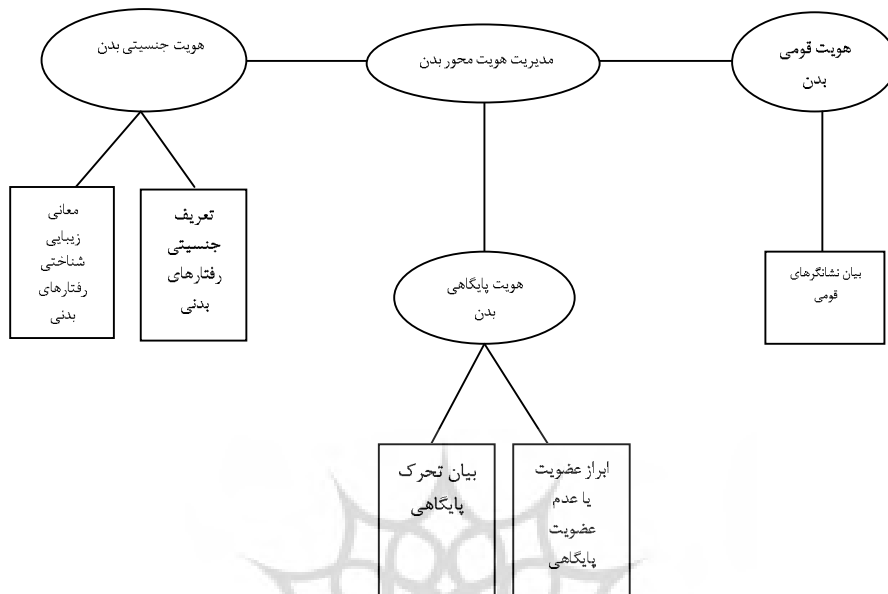 هویت قومی
بدن
مدیریت هویت محور بدن
هویت جنسیتی بدن
بیان نشانگرهای
قومی
تعریف
جنسیتی
رفتارهای
بدنی
معانی
زیبایی
شناختی
رفتارهای
بدنی
هویت پایگاهی
بدن
ابراز عضویت
یا عدم
عضویت
پایگاهی
بیان تحرک
پایگاهی